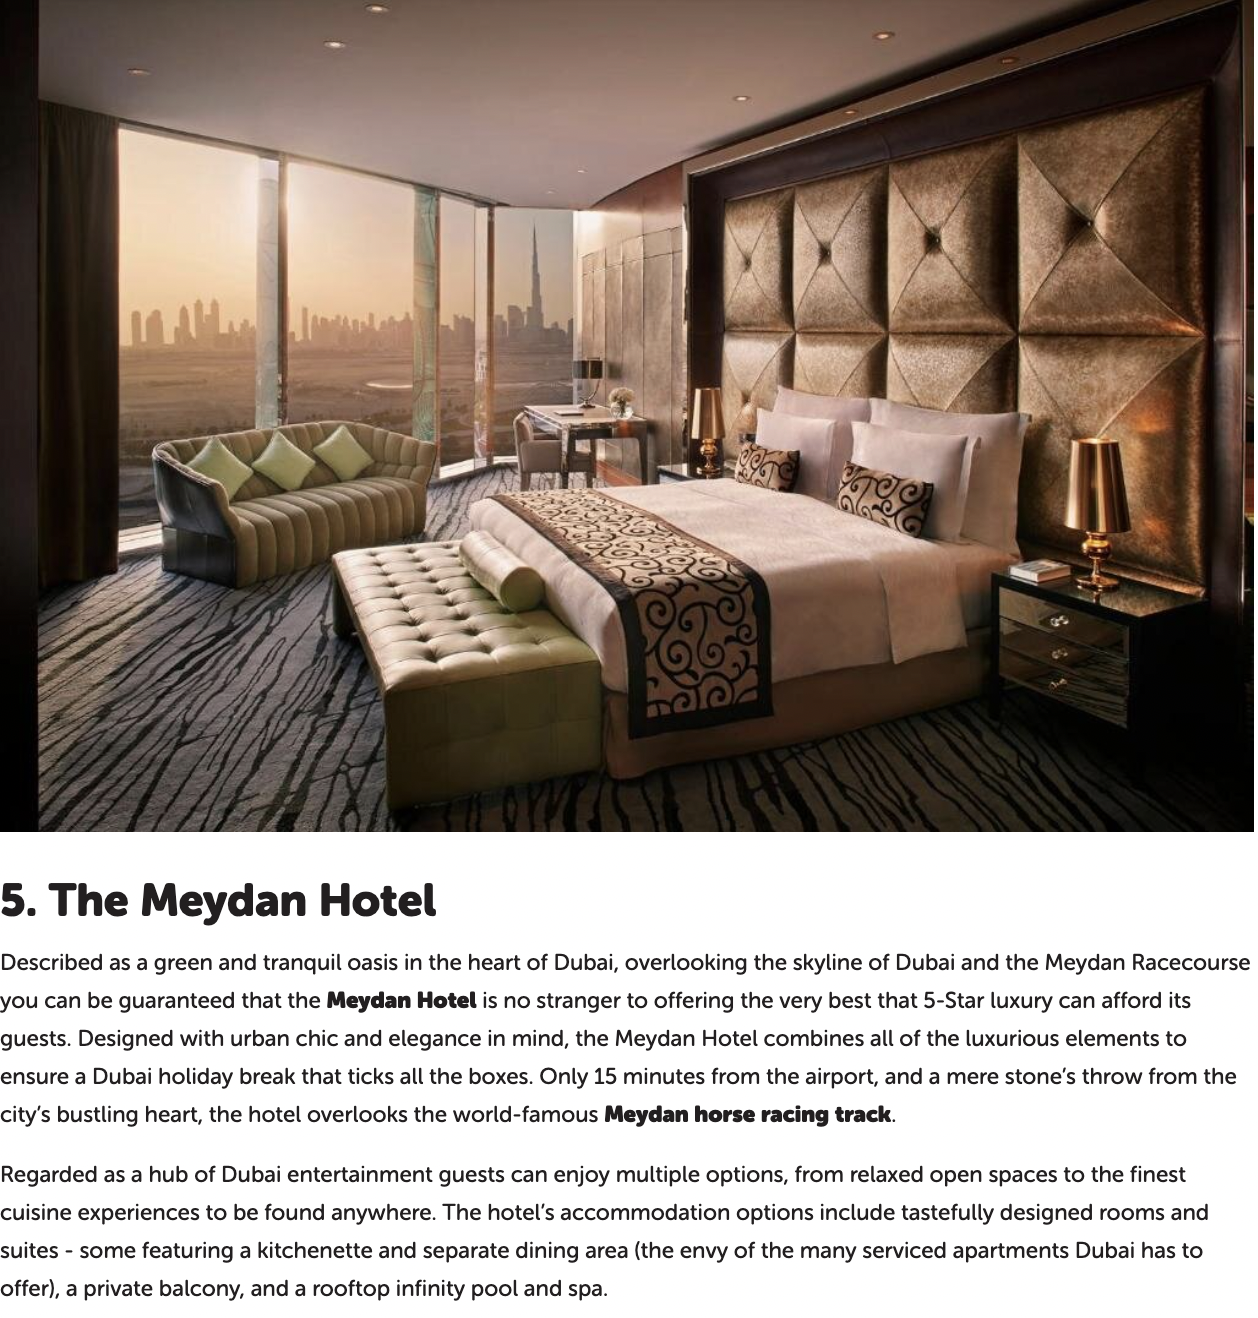 5. The Meydan Hotel
Described as a green and tranquil oasis in the heart of Dubai, overlooking the skyline of Dubai and the Meydan Racecourse
you can be guaranteed that the Meydan Hotel is no stranger to offering the very best that 5-Star luxury can afford its
guests. Designed with urban chic and elegance in mind, the Meydan Hotel combines all of the luxurious elements to
ensure a Dubai holiday break that ticks all the boxes. Only 15 minutes from the airport, and a mere stone’s throw from the
city’s bustling heart, the hotel overlooks the world-famous Meydan horse racing track.
Regarded as a hub of Dubai entertainment guests can enjoy multiple options, from relaxed open spaces to the finest
cuisine experiences to be found anywhere. The hotel’s accommodation options include tastefully designed rooms and
suites - some featuring a kitchenette and separate dining area (the envy of the many serviced apartments Dubai has to
offer), a private balcony, and a rooftop infinity pool and spa.